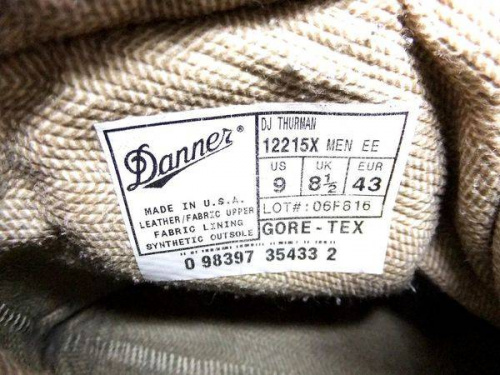 Danner®
MADE IN U.S.A.
LEATHER/FABRIC UPPER
FABRIC LINING
SYNTHETIC OUTSOLE
DJ THURMAN
12215X MEN EE
US UK EUR
9 8½ 43
LOT#:06F816
GORE-TEX
0 98397 35433 2